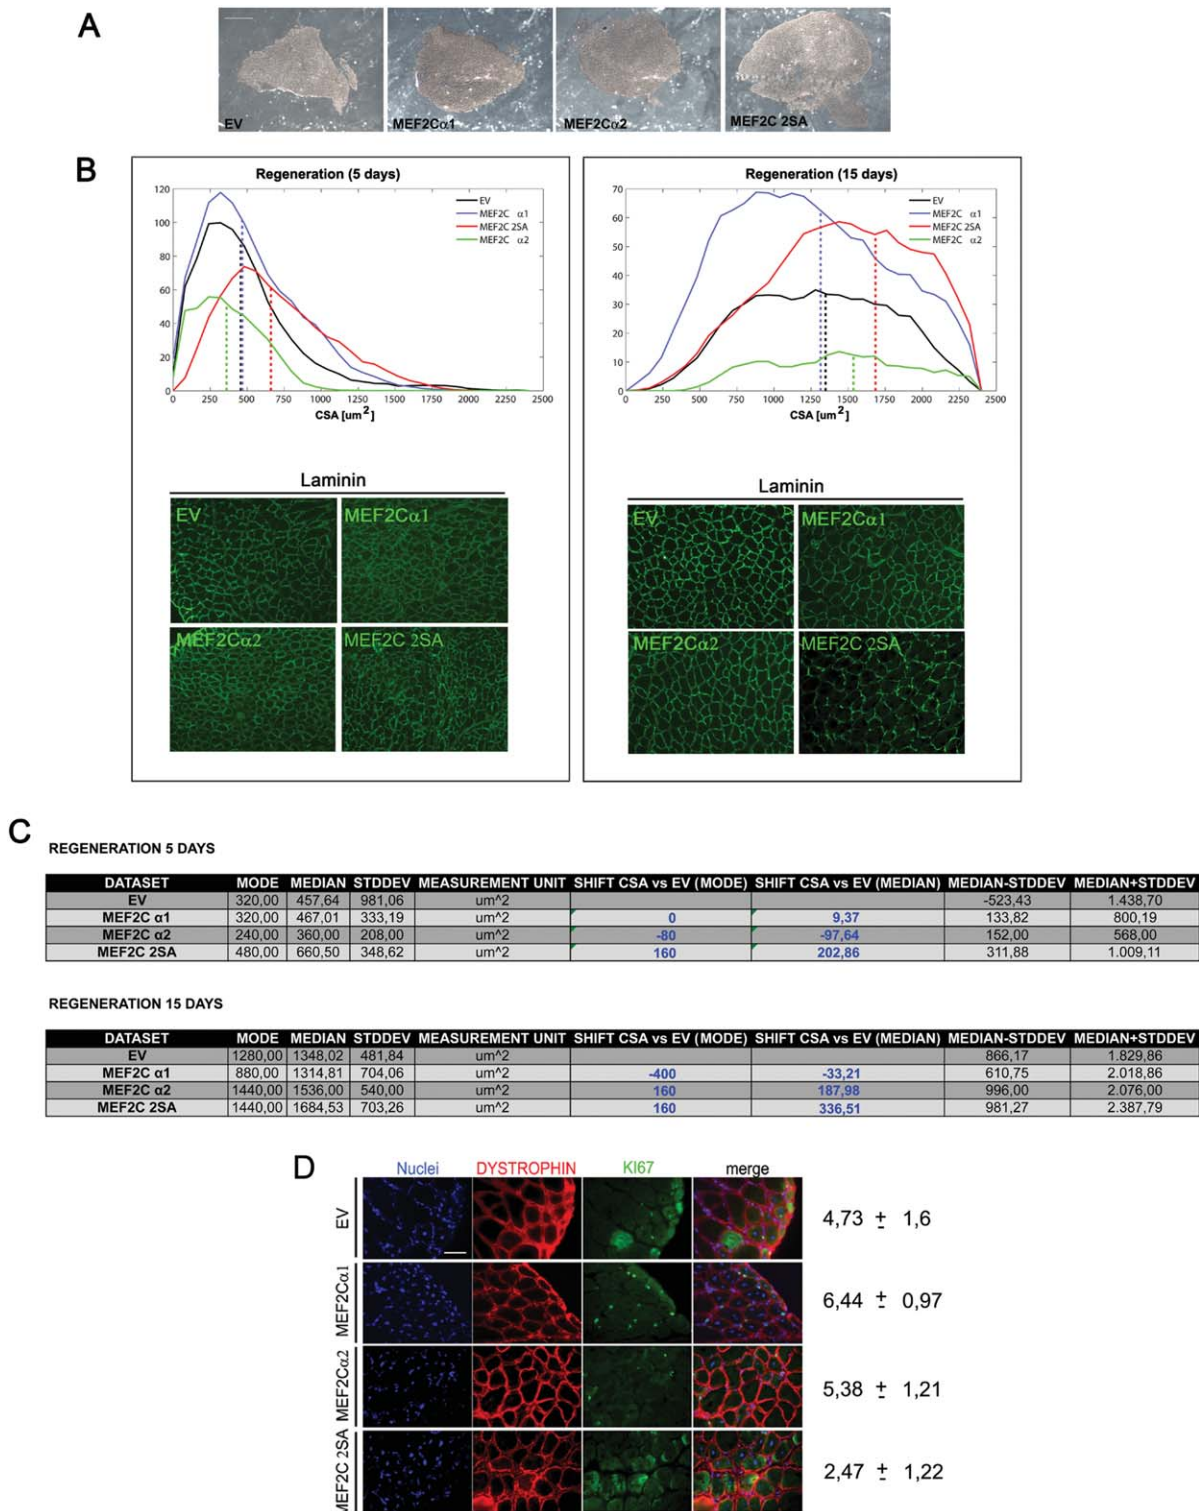 A
EV
MEF2Cα1
MEF2Cα2
MEF2C 2SA
B
Regeneration (5 days)
120
100
80
60
40
20
0
EV
MEF2C α1
MEF2C 2SA
MEF2C α2
0 250 500 750 1000 1250 1500 1750 2000 2250 2500
CSA [um²]
Laminin
EV
MEF2Cα1
MEF2Cα2
MEF2C 2SA
Regeneration (15 days)
70
60
50
40
30
20
10
0
EV
MEF2C α1
MEF2C 2SA
MEF2C α2
0 250 500 750 1000 1250 1500 1750 2000 2250 2500
CSA [um²]
Laminin
EV
MEF2Cα1
MEF2Cα2
MEF2C 2SA
C
REGENERATION 5 DAYS
DATASET MODE MEDIAN STDDEV MEASUREMENT UNIT SHIFT CSA vs EV (MODE) SHIFT CSA vs EV (MEDIAN) MEDIAN-STDDEV MEDIAN+STDDEV
EV 320,00 457,64 981,06 um^2 -523,43 1.438,70
MEF2C α1 320,00 467,01 333,19 um^2 0 9,37 133,82 800,19
MEF2C α2 240,00 360,00 208,00 um^2 -80 -97,64 152,00 568,00
MEF2C 2SA 480,00 660,50 348,62 um^2 160 202,86 311,88 1.009,11
REGENERATION 15 DAYS
DATASET MODE MEDIAN STDDEV MEASUREMENT UNIT SHIFT CSA vs EV (MODE) SHIFT CSA vs EV (MEDIAN) MEDIAN-STDDEV MEDIAN+STDDEV
EV 1280,00 1348,02 481,84 um^2 866,17 1.829,86
MEF2C α1 880,00 1314,81 704,06 um^2 -400 -33,21 610,75 2.018,86
MEF2C α2 1440,00 1536,00 540,00 um^2 160 187,98 996,00 2.076,00
MEF2C 2SA 1440,00 1684,53 703,26 um^2 160 336,51 981,27 2.387,79
D
Nuclei DYSTROPHIN KI67 merge
EV
4,73 ± 1,6
MEF2Cα1
6,44 ± 0,97
MEF2Cα2
5,38 ± 1,21
MEF2C 2SA
2,47 ± 1,22